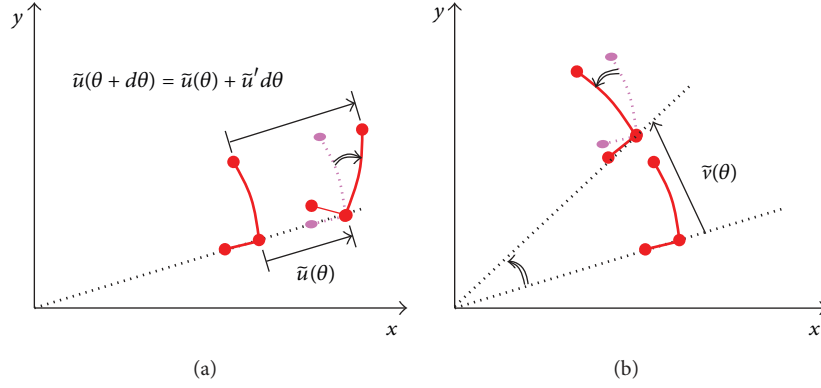 y
ũ(θ + dθ) = ũ(θ) + ũ′dθ
ũ(θ)
x
(a)
y
ṽ(θ)
x
(b)